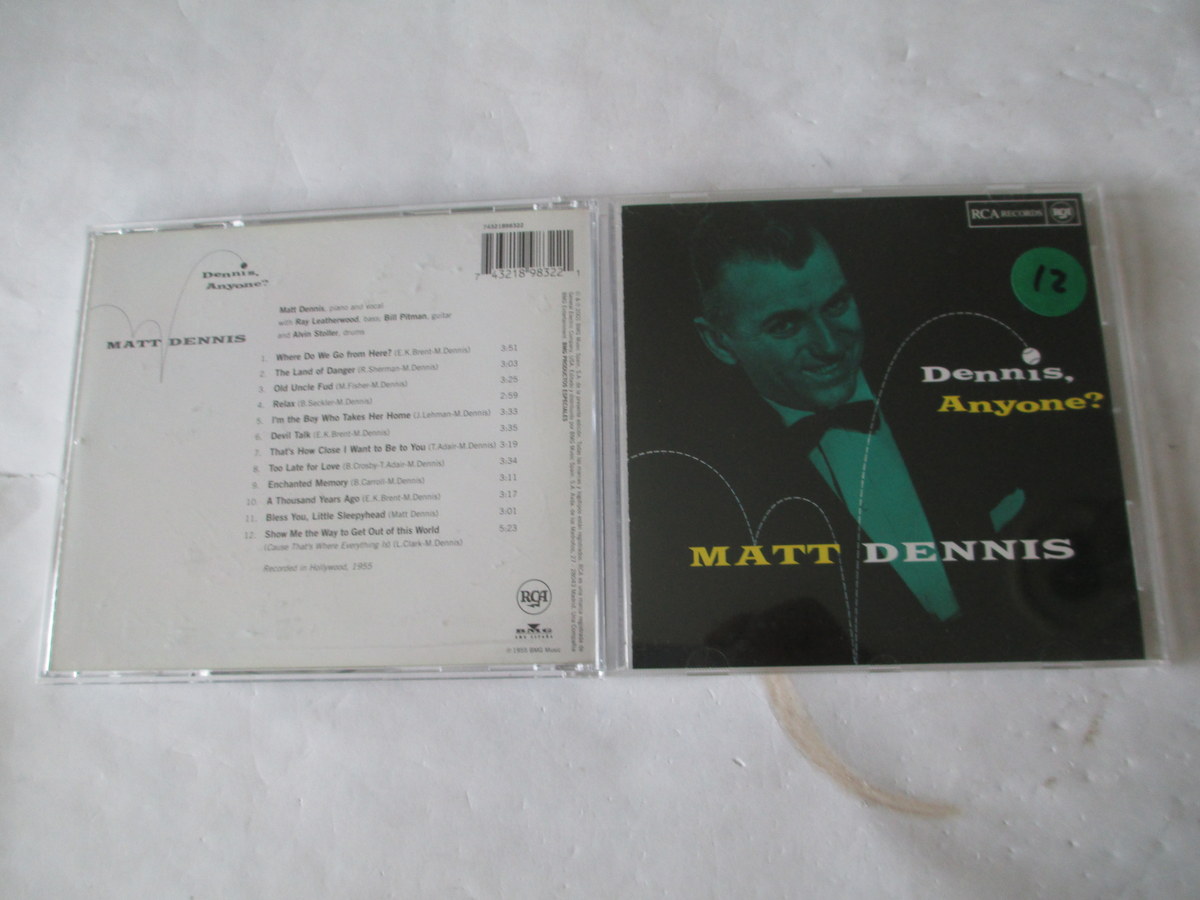 74321898322
7 43218 98322 1
Dennis,
Anyone?
MATT DENNIS
Matt Dennis, piano and vocal
with Ray Leatherwood, bass; Bill Pitman, guitar
and Alvin Stoller, drums
1. Where Do We Go from Here? (E.K.Brent-M.Dennis) 3:51
2. The Land of Danger (R.Sherman-M.Dennis) 3:03
3. Old Uncle Fud (M.Fisher-M.Dennis) 3:25
4. Relax (B.Seckler-M.Dennis) 2:59
5. I'm the Boy Who Takes Her Home (J.Lehman-M.Dennis) 3:33
6. Devil Talk (E.K.Brent-M.Dennis) 3:35
7. That's How Close I Want to Be to You (T.Adair-M.Dennis) 3:19
8. Too Late for Love (B.Crosby-T.Adair-M.Dennis) 3:34
9. Enchanted Memory (B.Carroll-M.Dennis) 3:11
10. A Thousand Years Ago (E.K.Brent-M.Dennis) 3:17
11. Bless You, Little Sleepyhead (Matt Dennis) 3:01
12. Show Me the Way to Get Out of this World 5:23
(Cause That's Where Everything Is) (L.Clark-M.Dennis)
Recorded in Hollywood, 1955
RCA
BMG
© 1955 BMG Music
RCA RECORDS RCA
12
Dennis,
Anyone?
MATT DENNIS